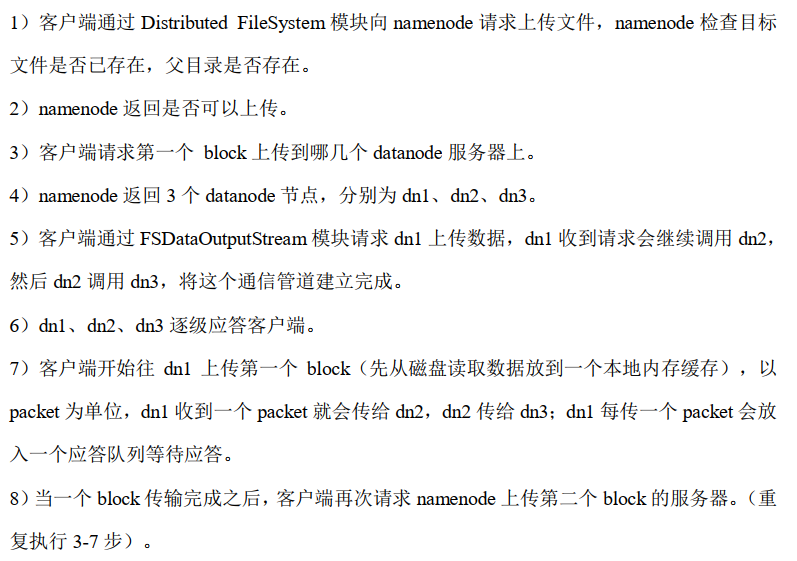 1）客户端通过 Distributed FileSystem 模块向 namenode 请求上传文件，namenode 检查目标
文件是否已存在，父目录是否存在。
2）namenode 返回是否可以上传。
3）客户端请求第一个 block 上传到哪几个 datanode 服务器上。
4）namenode 返回 3 个 datanode 节点，分别为 dn1、dn2、dn3。
5）客户端通过 FSDataOutputStream 模块请求 dn1 上传数据，dn1 收到请求会继续调用 dn2，
然后 dn2 调用 dn3，将这个通信管道建立完成。
6）dn1、dn2、dn3 逐级应答客户端。
7）客户端开始往 dn1 上传第一个 block（先从磁盘读取数据放到一个本地内存缓存），以
packet 为单位，dn1 收到一个 packet 就会传给 dn2，dn2 传给 dn3；dn1 每传一个 packet 会放
入一个应答队列等待应答。
8）当一个 block 传输完成之后，客户端再次请求 namenode 上传第二个 block 的服务器。（重
复执行 3-7 步）。